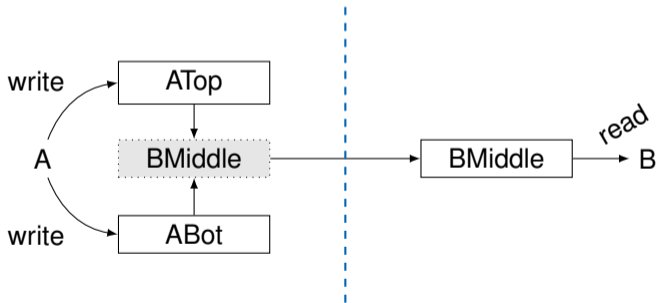 write
ATop
A
BMiddle
write
ABot
BMiddle
read
B